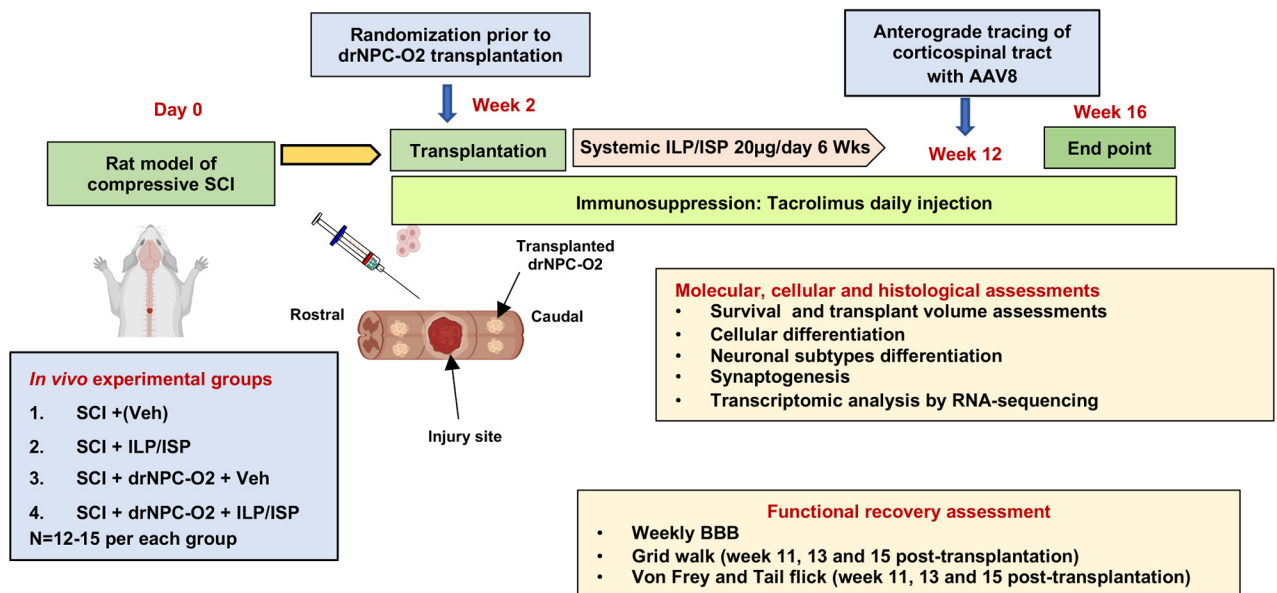 Randomization prior to
drNPC-O2 transplantation
Anterograde tracing of
corticospinal tract
with AAV8
Day 0
Week 2
Week 16
Rat model of
compressive SCI
Transplantation
Systemic ILP/ISP 20µg/day 6 Wks
Week 12
End point
Immunosuppression: Tacrolimus daily injection
Transplanted
drNPC-O2
Rostral
Caudal
Injury site
Molecular, cellular and histological assessments
• Survival and transplant volume assessments
• Cellular differentiation
• Neuronal subtypes differentiation
• Synaptogenesis
• Transcriptomic analysis by RNA-sequencing
In vivo experimental groups
1. SCI +(Veh)
2. SCI + ILP/ISP
3. SCI + drNPC-O2 + Veh
4. SCI + drNPC-O2 + ILP/ISP
N=12-15 per each group
Functional recovery assessment
• Weekly BBB
• Grid walk (week 11, 13 and 15 post-transplantation)
• Von Frey and Tail flick (week 11, 13 and 15 post-transplantation)